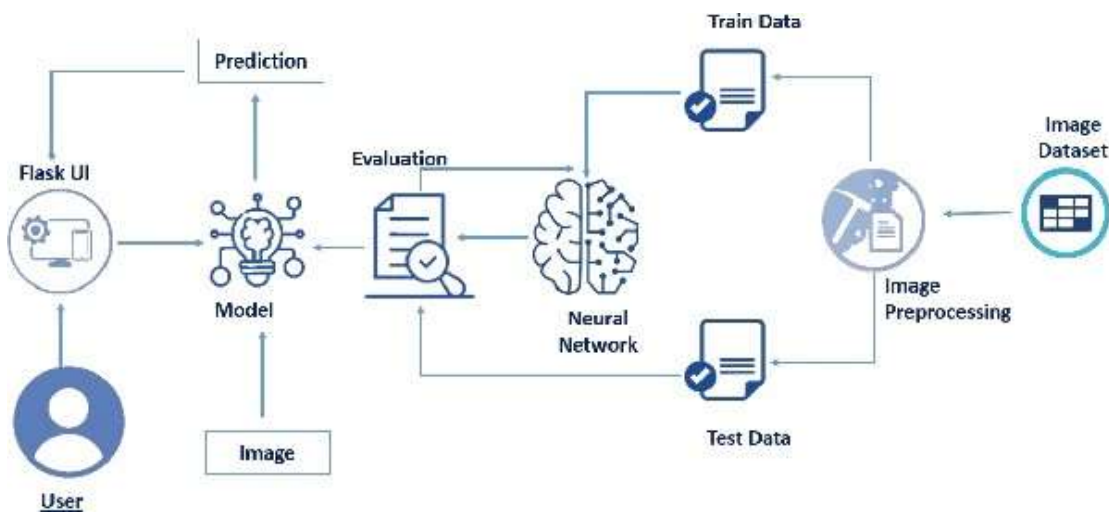 Train Data
Prediction
Image
Dataset
Evaluation
Flask UI
Image
Preprocessing
Model
Neural
Network
Test Data
Image
User